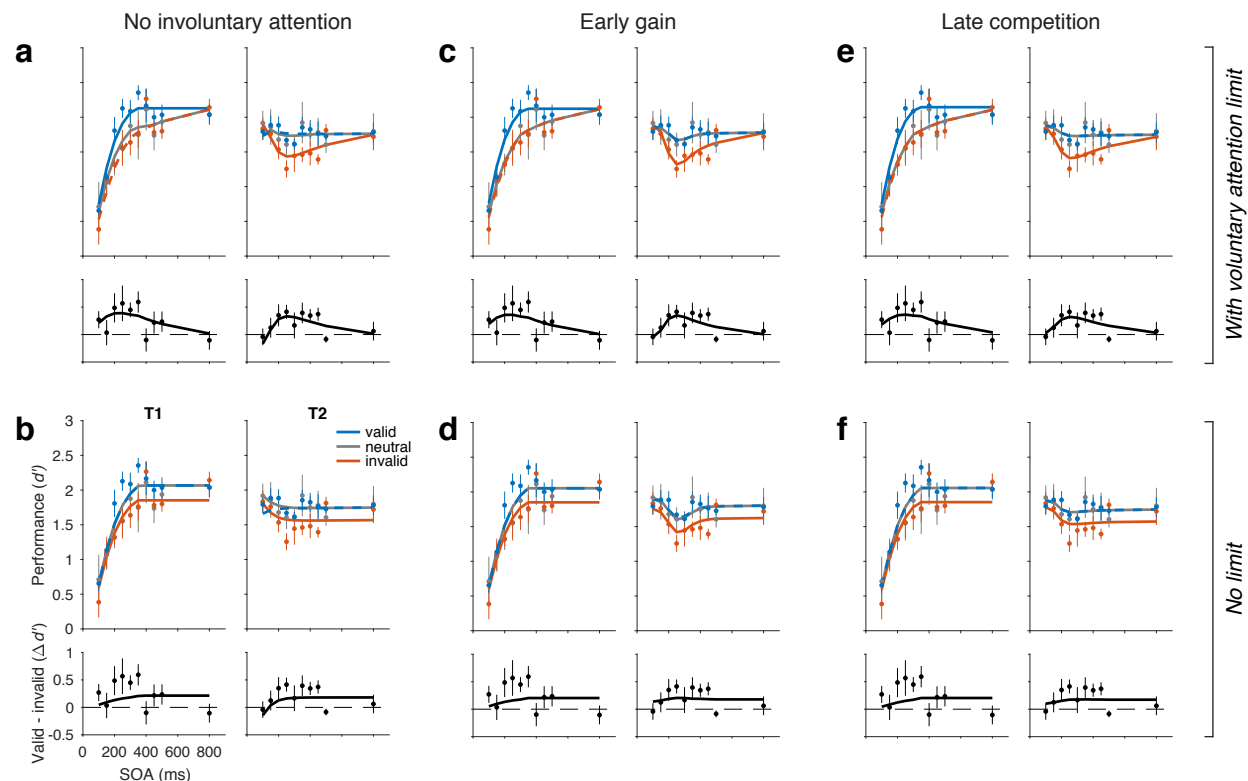 No involuntary attention
Early gain
Late competition
a
c
e
With voluntary attention limit
b
T1
T2
valid
neutral
invalid
d
f
No limit
Performance (d')
3
2.5
2
1.5
1
0.5
0
Valid - invalid (Δ d')
1
0.5
0
-0.5
0 200 400 600 800
SOA (ms)